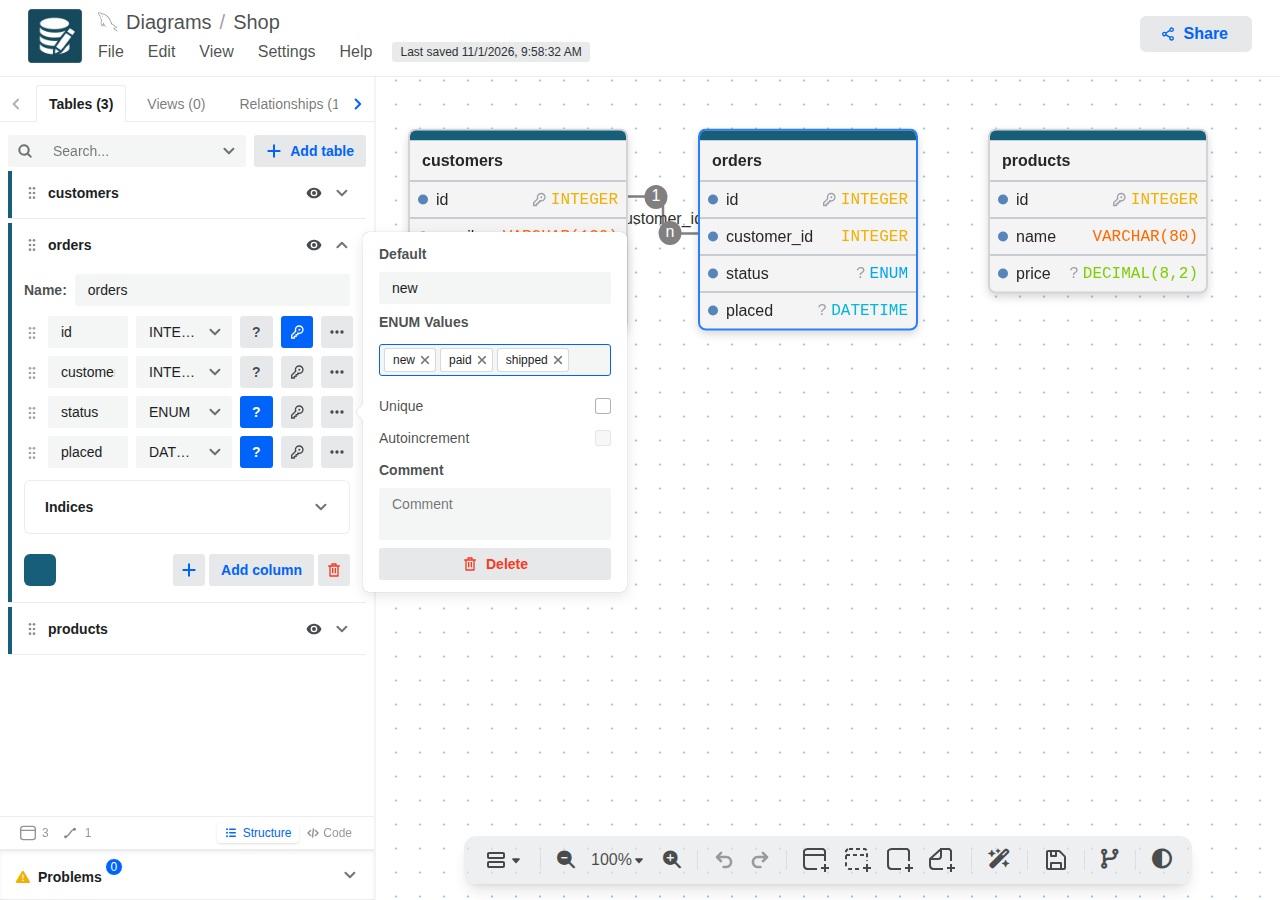 Diagrams / Shop
File Edit View Settings Help Last saved 11/1/2026, 9:58:32 AM
Share
Tables (3) Views (0) Relationships (1
Search... Add table
customers
orders
Name: orders
id INTE... ?
custome INTE... ?
status ENUM ?
placed DAT... ?
Indices
Add column
products
3 1 Structure Code
Problems 0
Default
new
ENUM Values
new paid shipped
Unique
Autoincrement
Comment
Comment
Delete
customers
id INTEGER
1
n
orders
id INTEGER
customer_id INTEGER
status ? ENUM
placed ? DATETIME
products
id INTEGER
name VARCHAR(80)
price ? DECIMAL(8,2)
100%